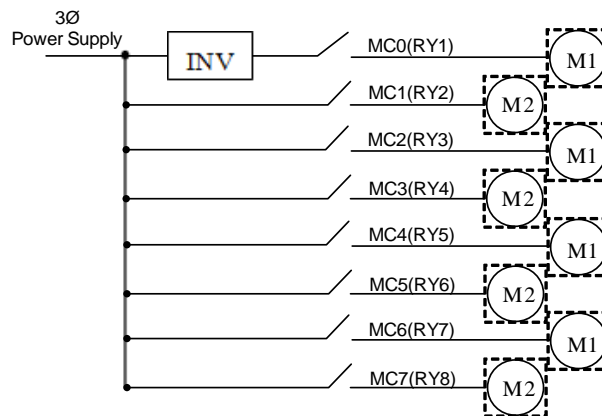 3Ø
Power Supply
INV
MC0(RY1)
M1
MC1(RY2)
M2
MC2(RY3)
M1
MC3(RY4)
M2
MC4(RY5)
M1
MC5(RY6)
M2
MC6(RY7)
M1
MC7(RY8)
M2